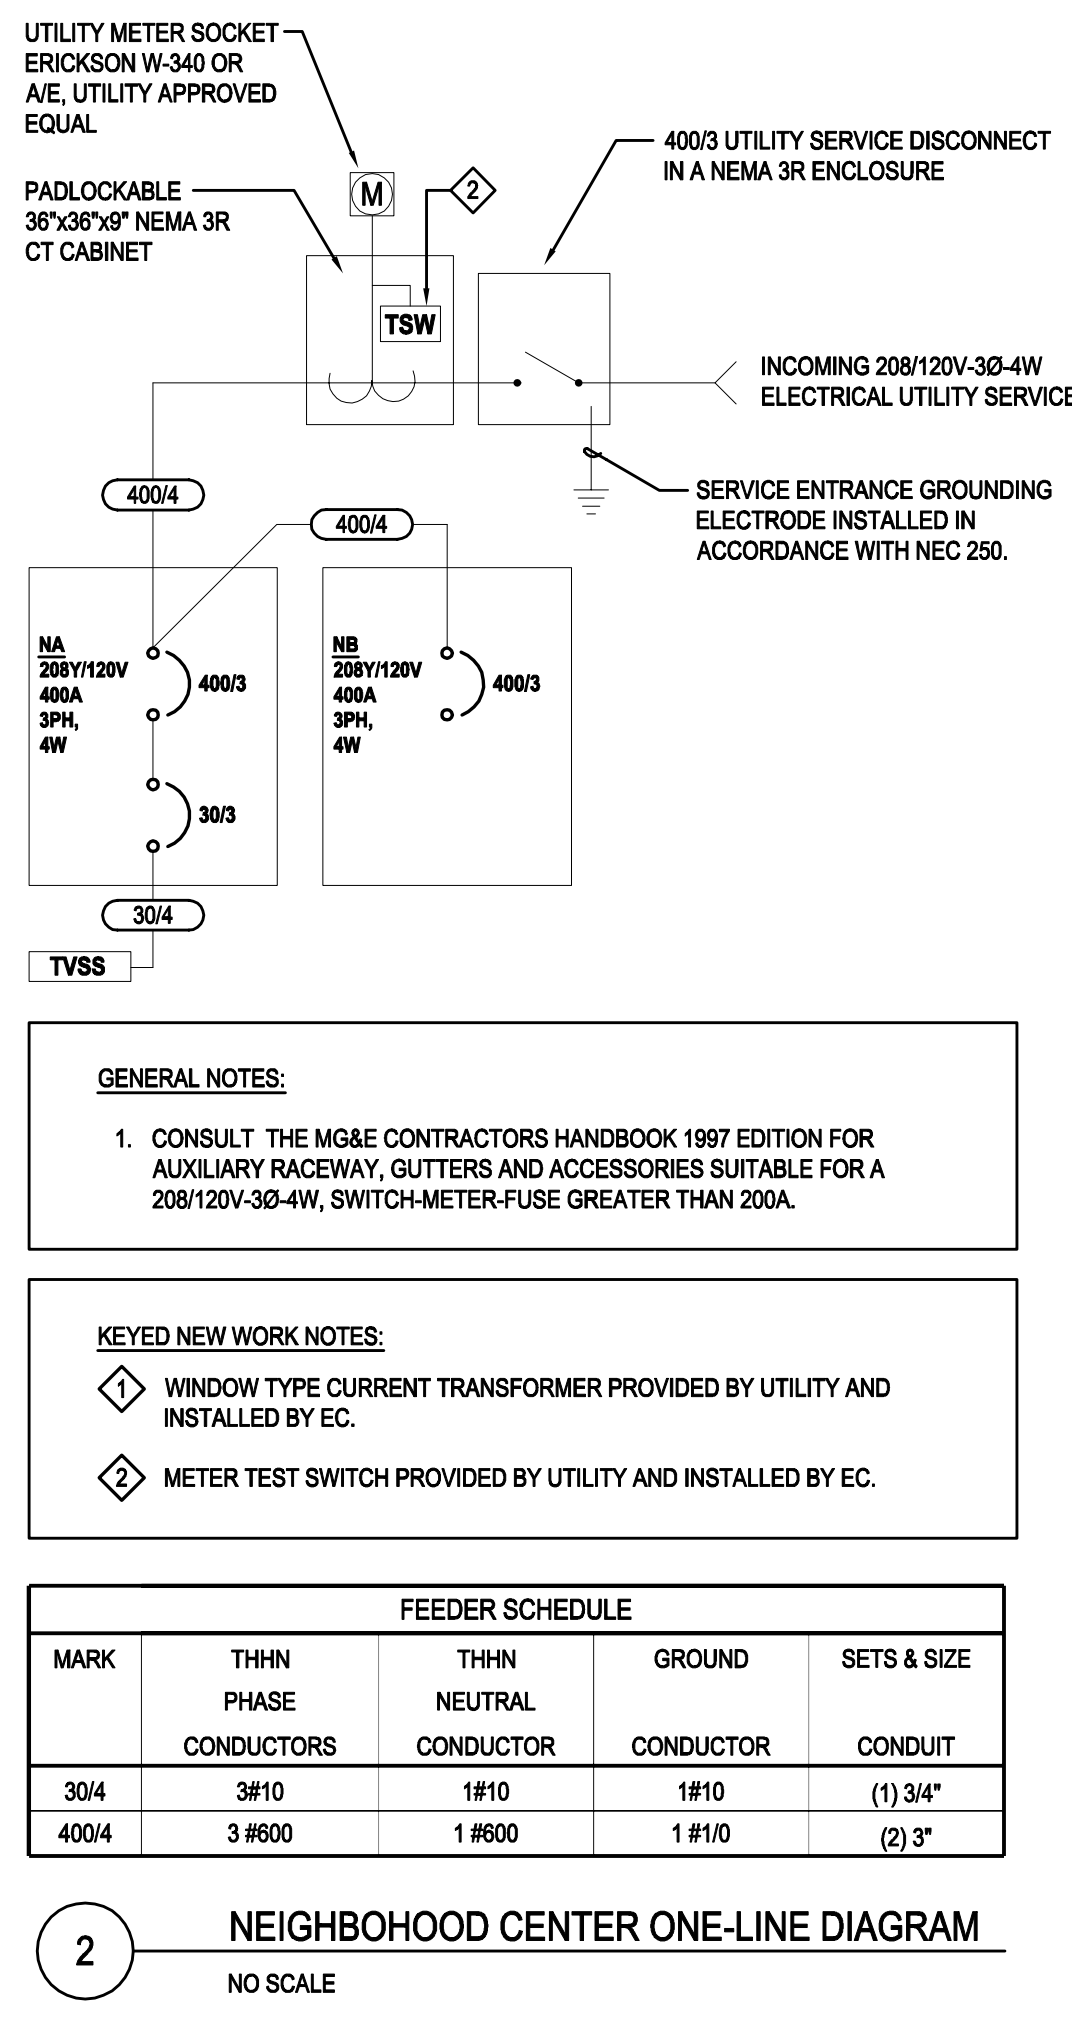 UTILITY METER SOCKET
ERICKSON W-340 OR
A/E, UTILITY APPROVED
EQUAL
PADLOCKABLE
36"x36"x9" NEMA 3R
CT CABINET
M
2
TSW
400/3 UTILITY SERVICE DISCONNECT
IN A NEMA 3R ENCLOSURE
INCOMING 208/120V-3Ø-4W
ELECTRICAL UTILITY SERVICE
SERVICE ENTRANCE GROUNDING
ELECTRODE INSTALLED IN
ACCORDANCE WITH NEC 250.
400/4
400/4
NA
208Y/120V
400A
3PH,
4W
400/3
30/3
NB
208Y/120V
400A
3PH,
4W
400/3
30/4
TVSS
GENERAL NOTES:
1. CONSULT THE MG&E CONTRACTORS HANDBOOK 1997 EDITION FOR
AUXILIARY RACEWAY, GUTTERS AND ACCESSORIES SUITABLE FOR A
208/120V-3Ø-4W, SWITCH-METER-FUSE GREATER THAN 200A.
KEYED NEW WORK NOTES:
1 WINDOW TYPE CURRENT TRANSFORMER PROVIDED BY UTILITY AND
INSTALLED BY EC.
2 METER TEST SWITCH PROVIDED BY UTILITY AND INSTALLED BY EC.
FEEDER SCHEDULE
MARK THHN THHN GROUND SETS & SIZE
PHASE NEUTRAL
CONDUCTORS CONDUCTOR CONDUCTOR CONDUIT
30/4 3#10 1#10 1#10 (1) 3/4"
400/4 3 #600 1 #600 1 #1/0 (2) 3"
2 NEIGHBOHOOD CENTER ONE-LINE DIAGRAM
NO SCALE